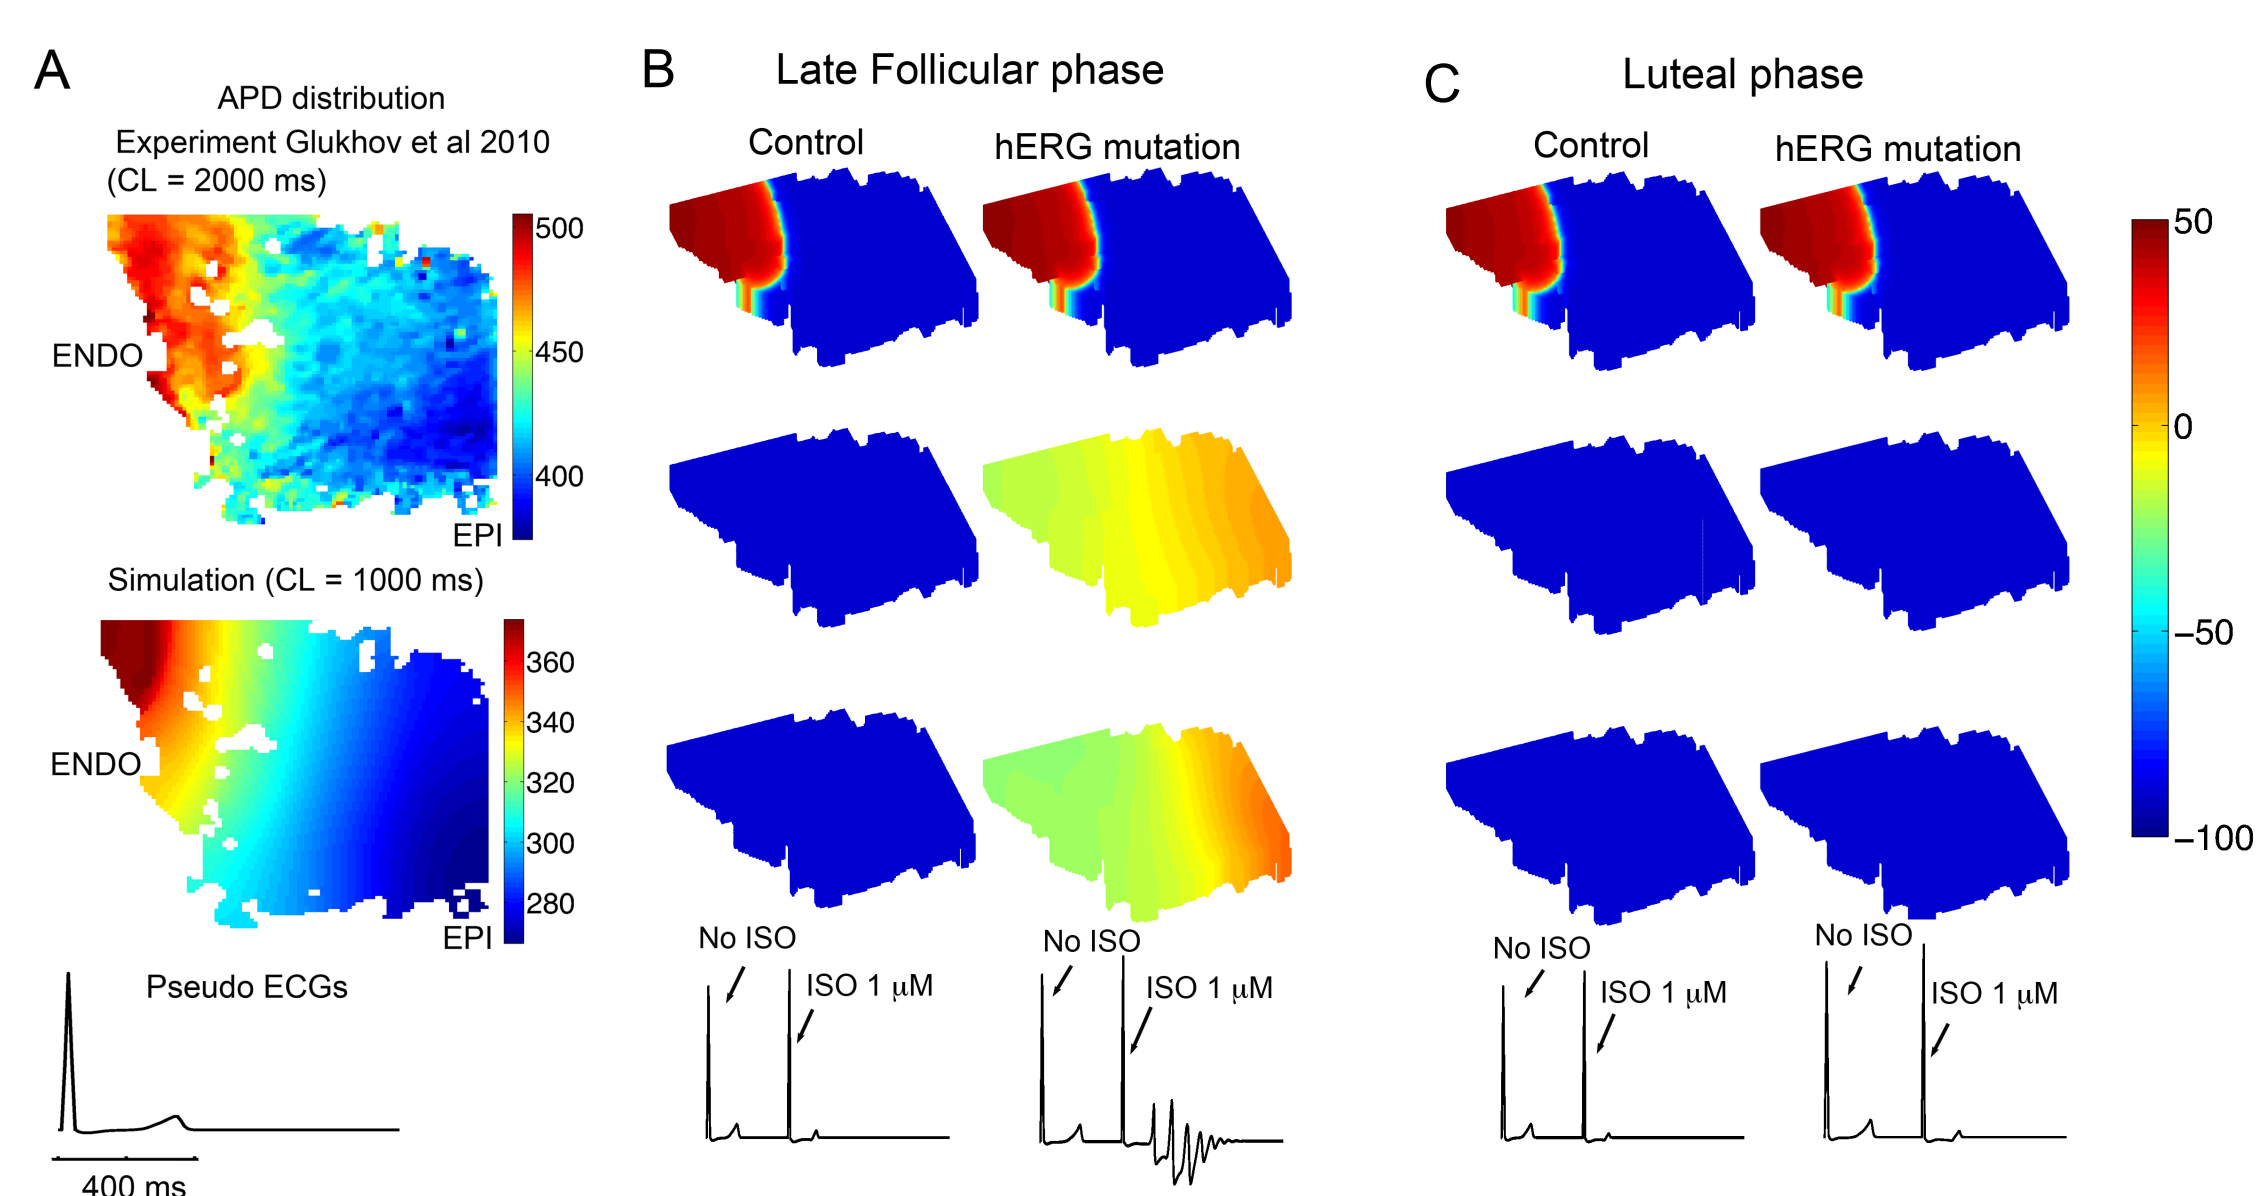 A
APD distribution
Experiment Glukhov et al 2010
(CL = 2000 ms)
500
450
400
ENDO
EPI
Simulation (CL = 1000 ms)
360
340
320
300
280
ENDO
EPI
Pseudo ECGs
400 ms
B
Late Follicular phase
Control
hERG mutation
No ISO
ISO 1 μM
No ISO
ISO 1 μM
C
Luteal phase
Control
hERG mutation
50
0
−50
−100
No ISO
ISO 1 μM
No ISO
ISO 1 μM